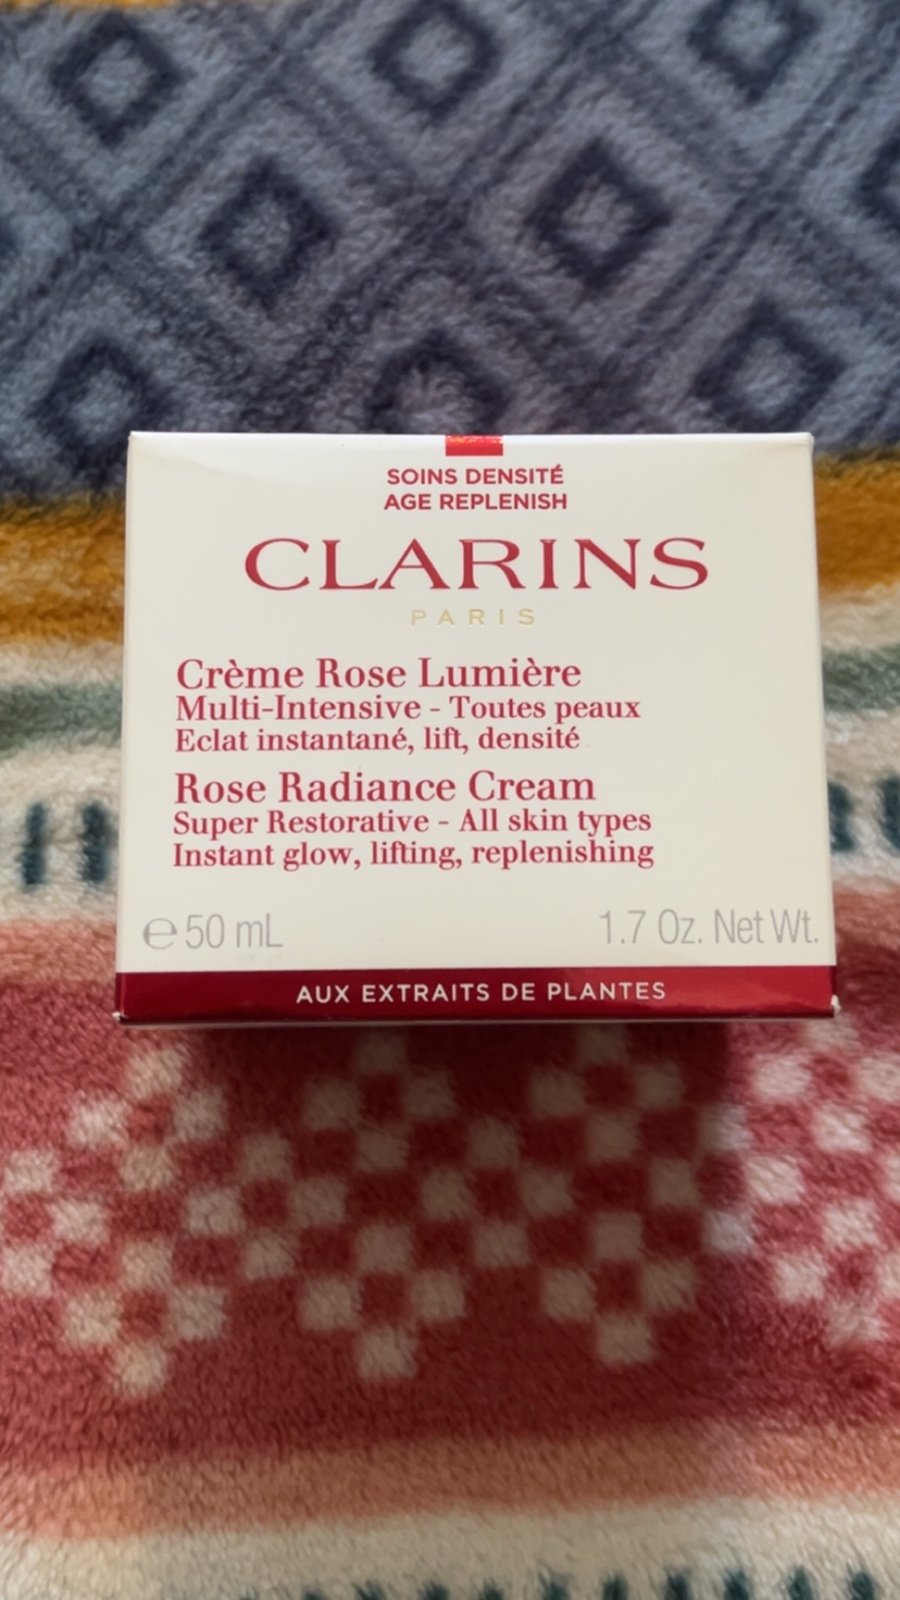 SOINS DENSITÉ
AGE REPLENISH
CLARINS
PARIS
Crème Rose Lumière
Multi-Intensive - Toutes peaux
Eclat instantané, lift, densité
Rose Radiance Cream
Super Restorative - All skin types
Instant glow, lifting, replenishing
℮ 50 mL
1.7 Oz. Net Wt.
AUX EXTRAITS DE PLANTES